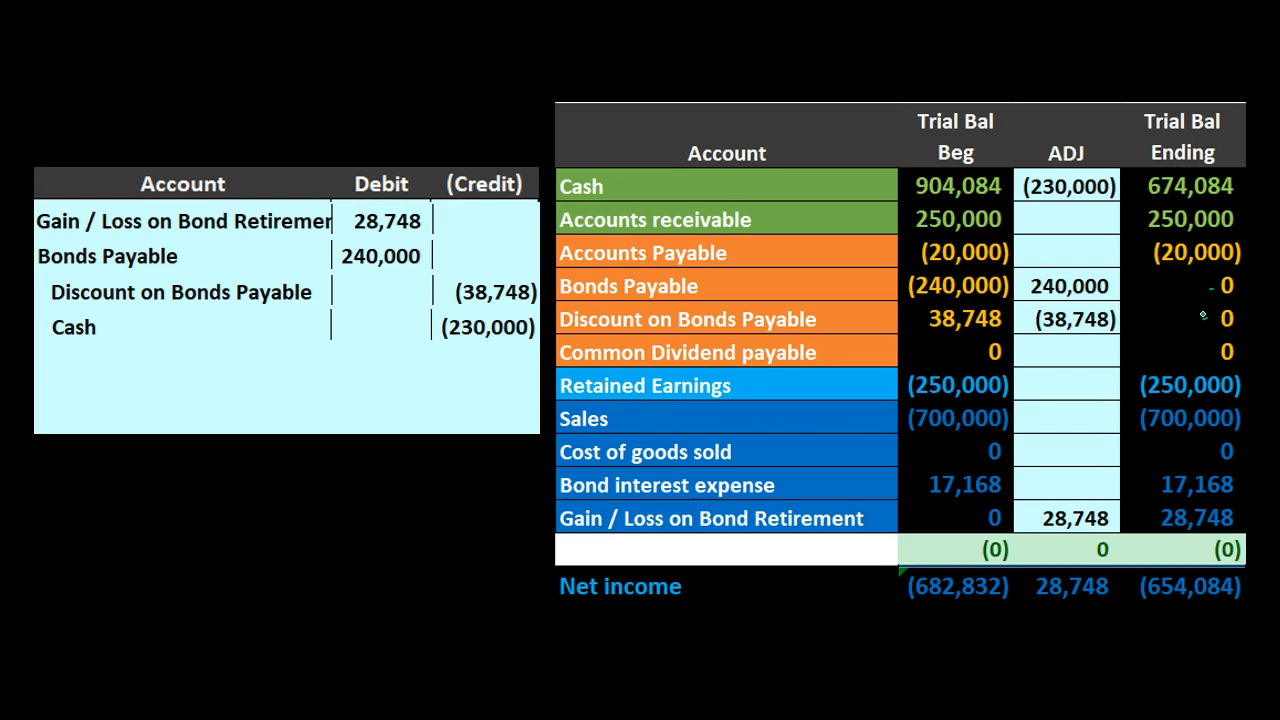 Account Debit (Credit)
Gain / Loss on Bond Retiremer 28,748
Bonds Payable 240,000
Discount on Bonds Payable (38,748)
Cash (230,000)
Trial Bal Trial Bal
Account Beg ADJ Ending
Cash 904,084 (230,000) 674,084
Accounts receivable 250,000 250,000
Accounts Payable (20,000) (20,000)
Bonds Payable (240,000) 240,000 - 0
Discount on Bonds Payable 38,748 (38,748) 0
Common Dividend payable 0 0
Retained Earnings (250,000) (250,000)
Sales (700,000) (700,000)
Cost of goods sold 0 0
Bond interest expense 17,168 17,168
Gain / Loss on Bond Retirement 0 28,748 28,748
(0) 0 (0)
Net income (682,832) 28,748 (654,084)